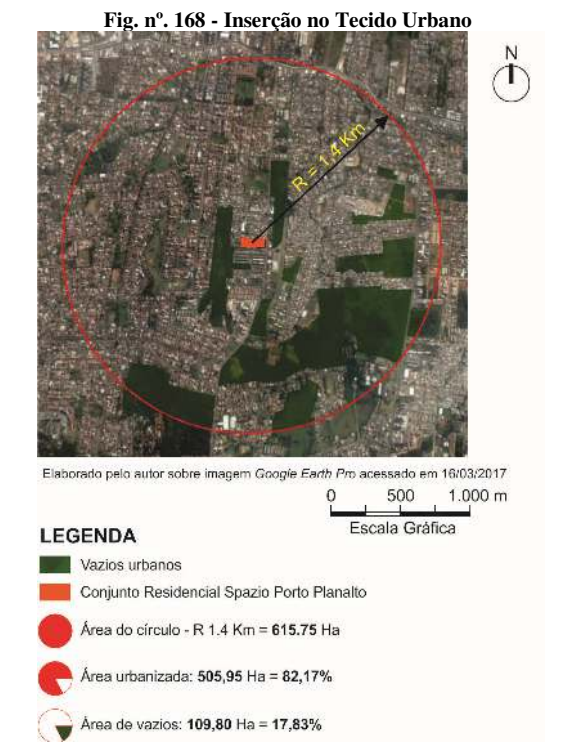 Fig. nº. 168 - Inserção no Tecido Urbano
N
R = 1,4 Km
Elaborado pelo autor sobre imagem Google Earth Pro acessado em 16/03/2017
0 500 1.000 m
Escala Gráfica
LEGENDA
Vazios urbanos
Conjunto Residencial Spazio Porto Planalto
Área do círculo - R 1.4 Km = 615.75 Ha
Área urbanizada: 505,95 Ha = 82,17%
Área de vazios: 109,80 Ha = 17,83%